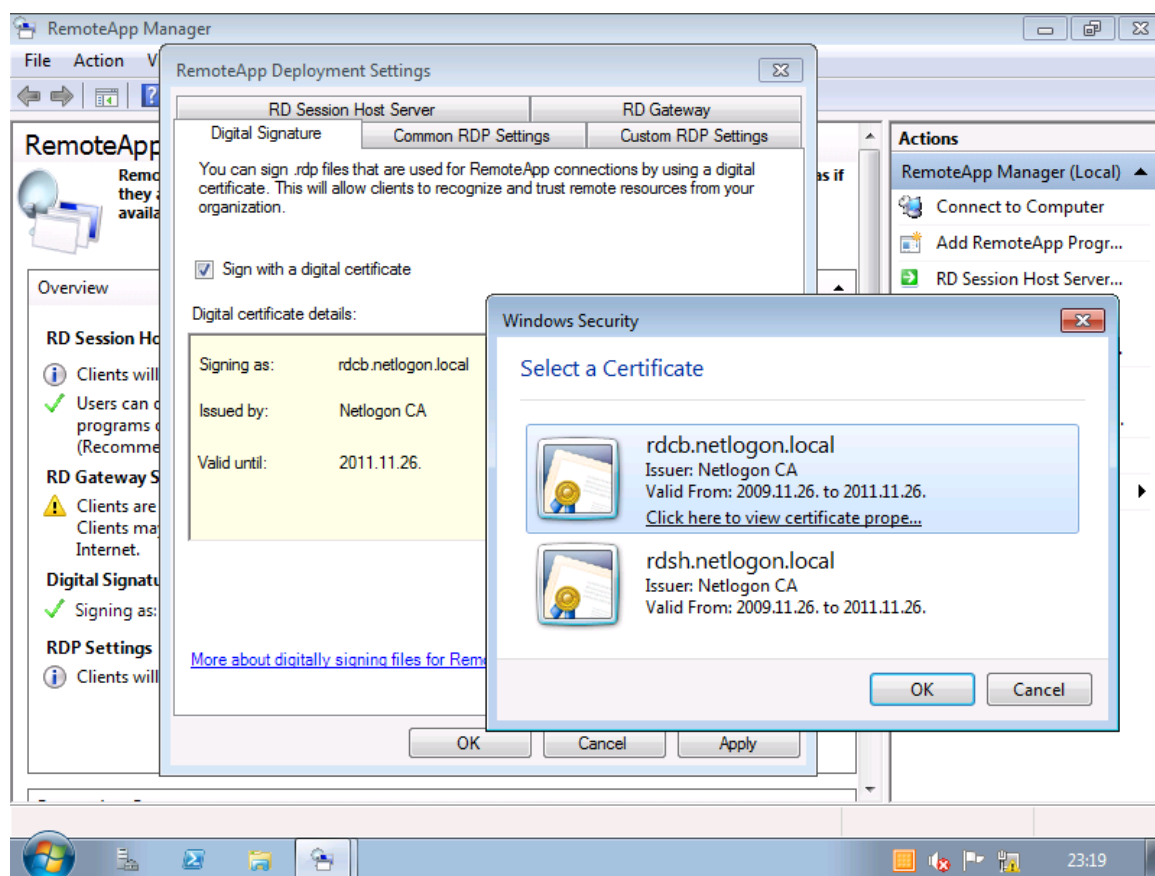 RemoteApp Manager
File Action V
RemoteApp
Remo
they a
availa
as if
Overview
RD Session Ho
Clients will
Users can
programs
(Recomme
RD Gateway S
Clients are
Clients may
Internet.
Digital Signatu
Signing as:
RDP Settings
Clients will
RemoteApp Deployment Settings
RD Session Host Server
RD Gateway
Digital Signature
Common RDP Settings
Custom RDP Settings
You can sign .rdp files that are used for RemoteApp connections by using a digital
certificate. This will allow clients to recognize and trust remote resources from your
organization.
Sign with a digital certificate
Digital certificate details:
Signing as: rdcb.netlogon.local
Issued by: Netlogon CA
Valid until: 2011.11.26.
More about digitally signing files for Rem
OK
Cancel
Apply
Windows Security
Select a Certificate
rdcb.netlogon.local
Issuer: Netlogon CA
Valid From: 2009.11.26. to 2011.11.26.
Click here to view certificate prope...
rdsh.netlogon.local
Issuer: Netlogon CA
Valid From: 2009.11.26. to 2011.11.26.
OK
Cancel
Actions
RemoteApp Manager (Local)
Connect to Computer
Add RemoteApp Progr...
RD Session Host Server...
23:19